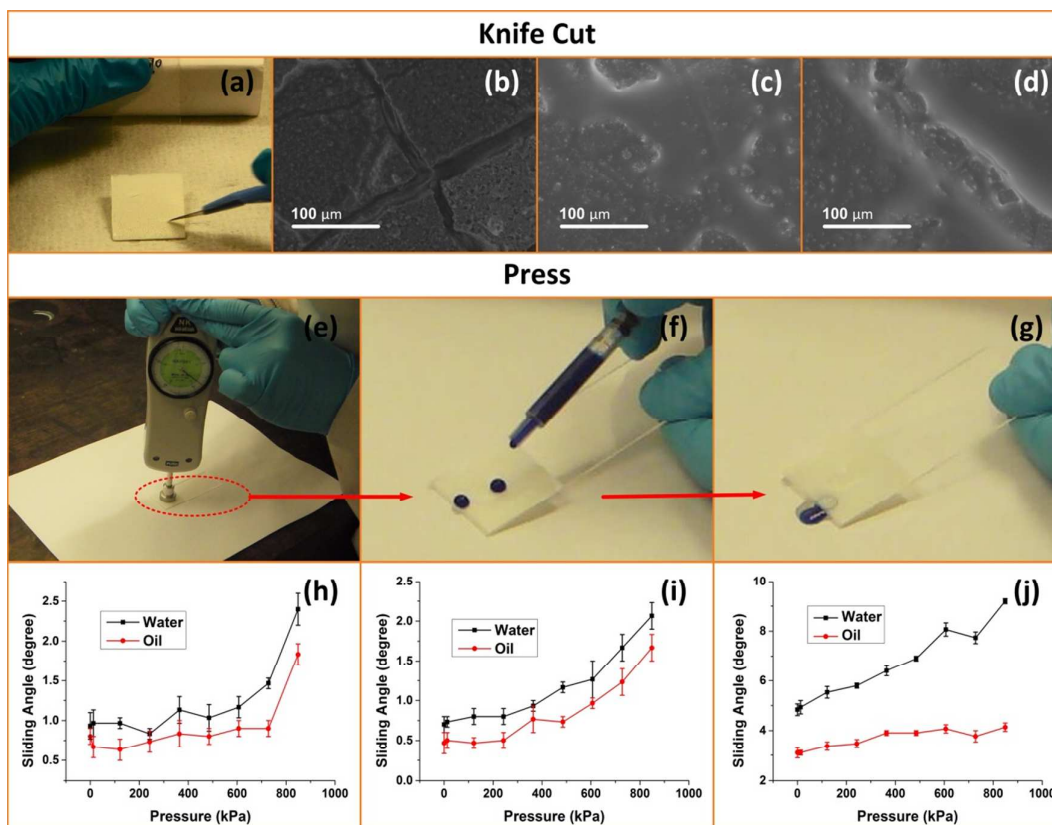 Knife Cut
(a)
(b)
(c)
(d)
100 μm
100 μm
100 μm
Press
(e)
(f)
(g)
NK
(h)
2.5
2.0
1.5
1.0
0.5
Sliding Angle (degree)
Water
Oil
0 200 400 600 800 1000
Pressure (kPa)
(i)
2.5
2.0
1.5
1.0
0.5
0.0
Sliding Angle (degree)
Water
Oil
0 200 400 600 800 1000
Pressure (kPa)
(j)
10
8
6
4
2
Sliding Angle (degree)
Water
Oil
0 200 400 600 800 1000
Pressure (kPa)